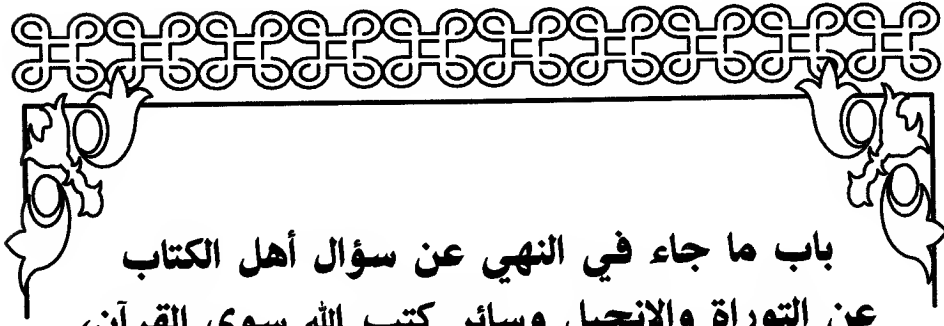 باب ما جاء في النهي عن سؤال أهل الكتاب
عن التوراة والإنجيل وسائر كتب الله سوى القرآن،